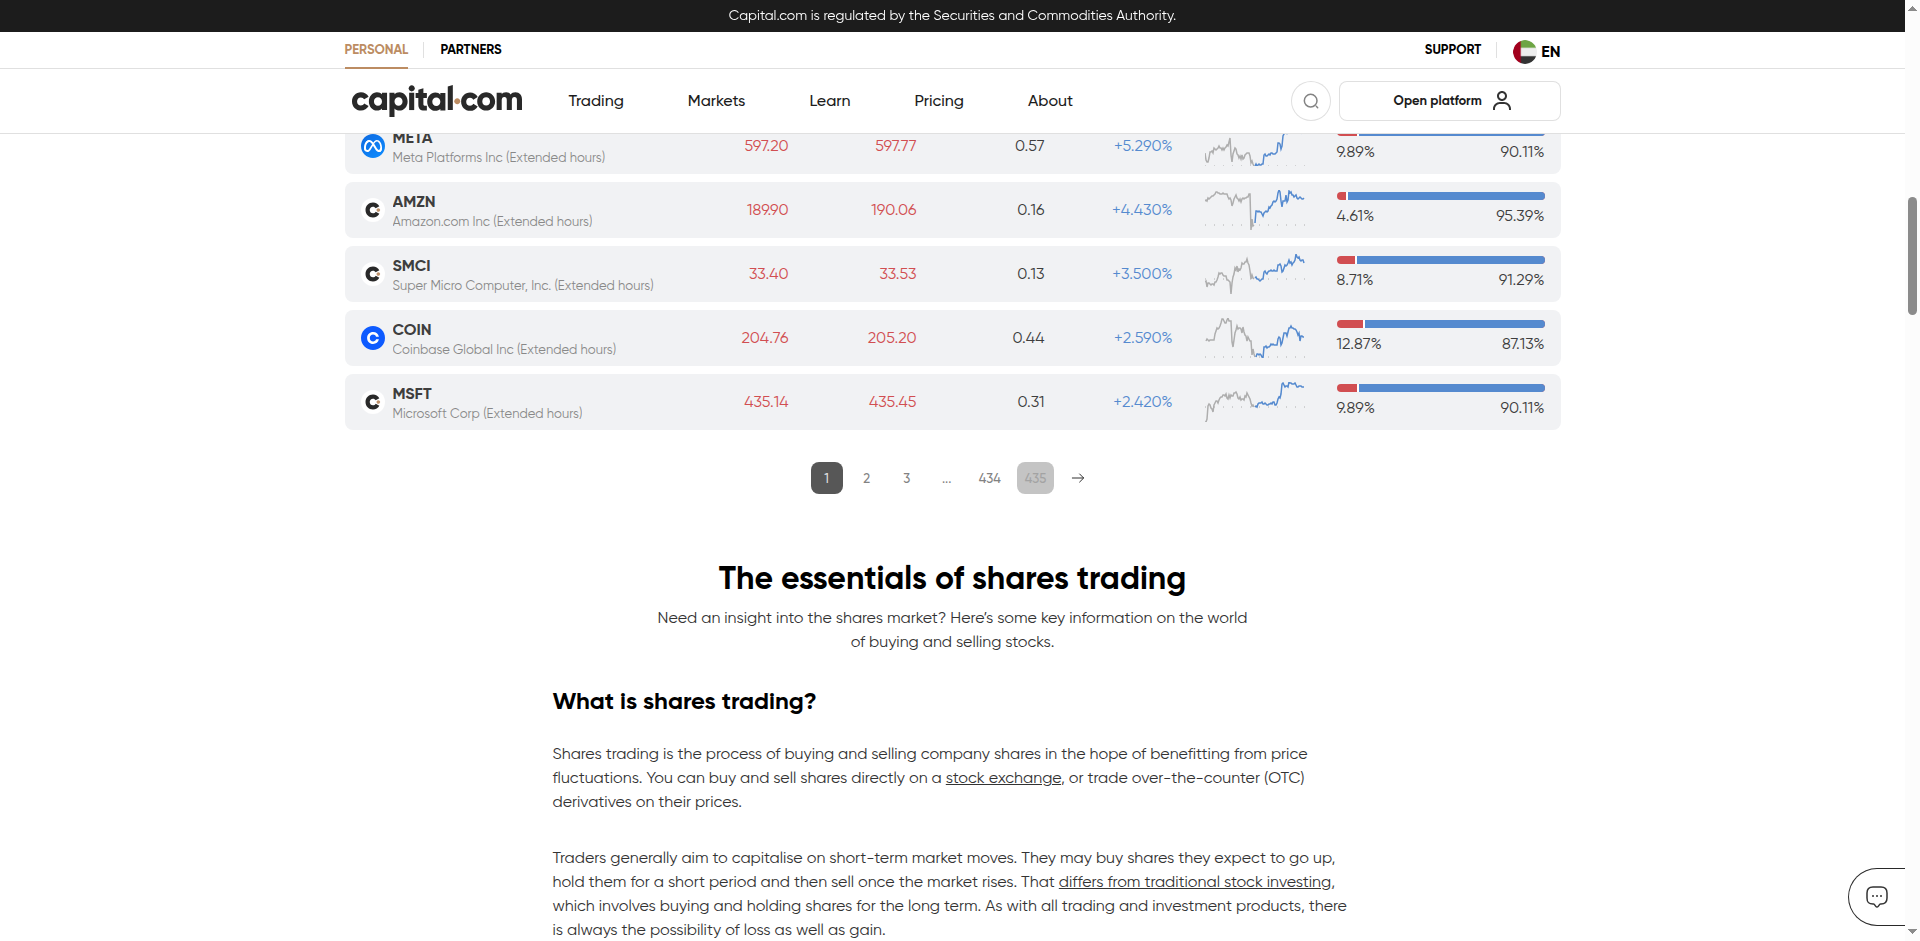 Capital.com is regulated by the Securities and Commodities Authority.
PERSONAL PARTNERS SUPPORT EN
capital.com Trading Markets Learn Pricing About Open platform
META 597.20 597.77 0.57 +5.290%
Meta Platforms Inc (Extended hours) 9.89% 90.11%
AMZN 189.90 190.06 0.16 +4.430%
Amazon.com Inc (Extended hours) 4.61% 95.39%
SMCI 33.40 33.53 0.13 +3.500%
Super Micro Computer, Inc. (Extended hours) 8.71% 91.29%
COIN 204.76 205.20 0.44 +2.590%
Coinbase Global Inc (Extended hours) 12.87% 87.13%
MSFT 435.14 435.45 0.31 +2.420%
Microsoft Corp (Extended hours) 9.89% 90.11%
1 2 3 ... 434 435
The essentials of shares trading
Need an insight into the shares market? Here’s some key information on the world
of buying and selling stocks.
What is shares trading?
Shares trading is the process of buying and selling company shares in the hope of benefitting from price
fluctuations. You can buy and sell shares directly on a stock exchange, or trade over-the-counter (OTC)
derivatives on their prices.
Traders generally aim to capitalise on short-term market moves. They may buy shares they expect to go up,
hold them for a short period and then sell once the market rises. That differs from traditional stock investing,
which involves buying and holding shares for the long term. As with all trading and investment products, there
is always the possibility of loss as well as gain.